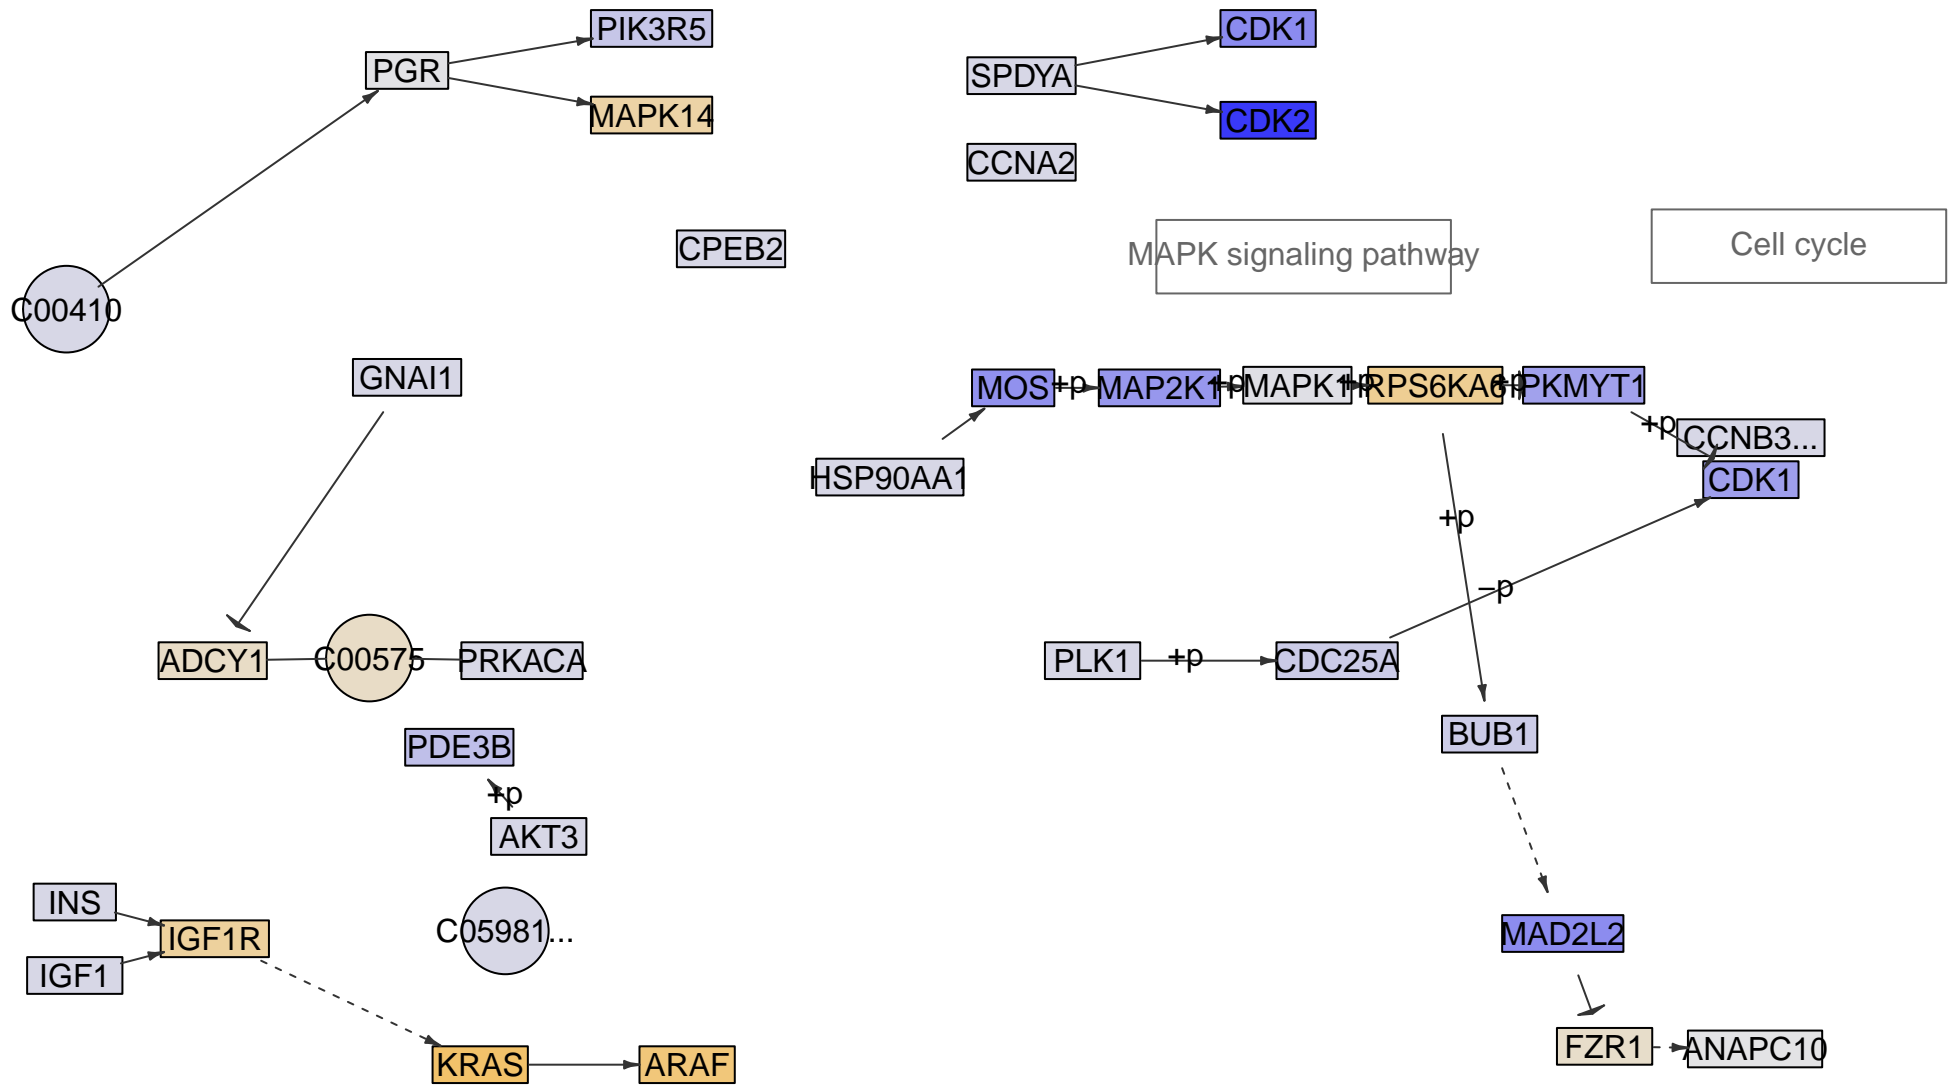 PIK3R5
CDK1
PGR
SPDYA
MAPK14
CDK2
CCNA2
CPEB2
MAPK signaling pathway
Cell cycle
C00410
GNAI1
MOS
+p
MAP2K1
+p
MAPK1
+p
RPS6KA6
+p
PKMYT1
+p
CCNB3...
HSP90AA1
CDK1
+p
−p
ADCY1
C00575
PRKACA
PLK1
+p
CDC25A
PDE3B
BUB1
+p
AKT3
INS
IGF1R
C05981...
MAD2L2
IGF1
KRAS
ARAF
FZR1
ANAPC10